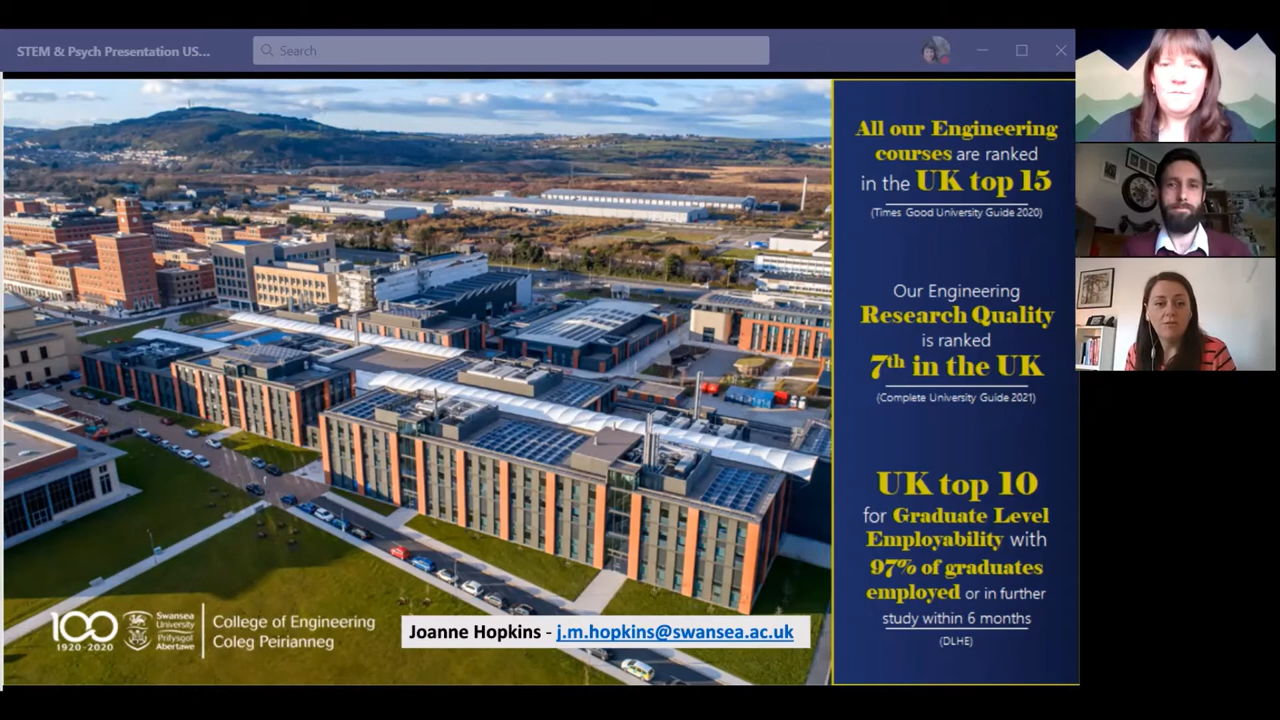 STEM & Psych Presentation US...
Search
All our Engineering
courses are ranked
in the UK top 15
(Times Good University Guide 2020)
Our Engineering
Research Quality
is ranked
7th in the UK
(Complete University Guide 2021)
UK top 10
for Graduate Level
Employability with
97% of graduates
employed or in further
study within 6 months
(DLHE)
100
1920-2020
Swansea
University
Prifysgol
Abertawe
College of Engineering
Coleg Peirianneg
Joanne Hopkins - j.m.hopkins@swansea.ac.uk